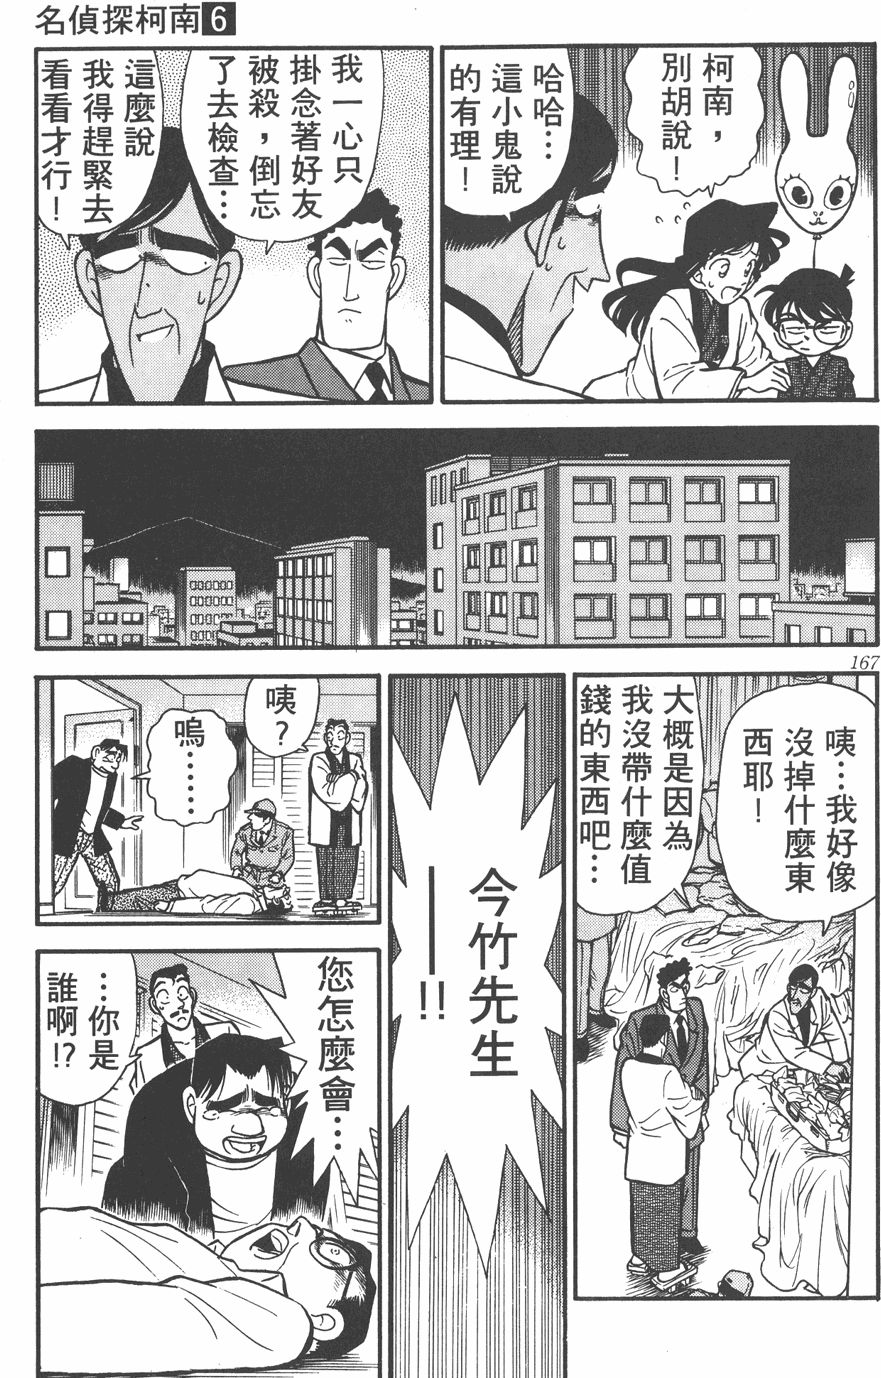 名偵探柯南6
柯南，
別胡說！
哈哈…
這小鬼說
的有理！
我一心只
掛念著好友
被殺，倒忘
了去檢查…
這麼說
我得趕緊去
看看才行！
167
咦…我好像
沒掉什麼東
西耶！
大概是因為
我沒帶什麼值
錢的東西吧…
今竹先生
—!!
咦？
嗚……
您怎麼會…
…你是
誰啊!?